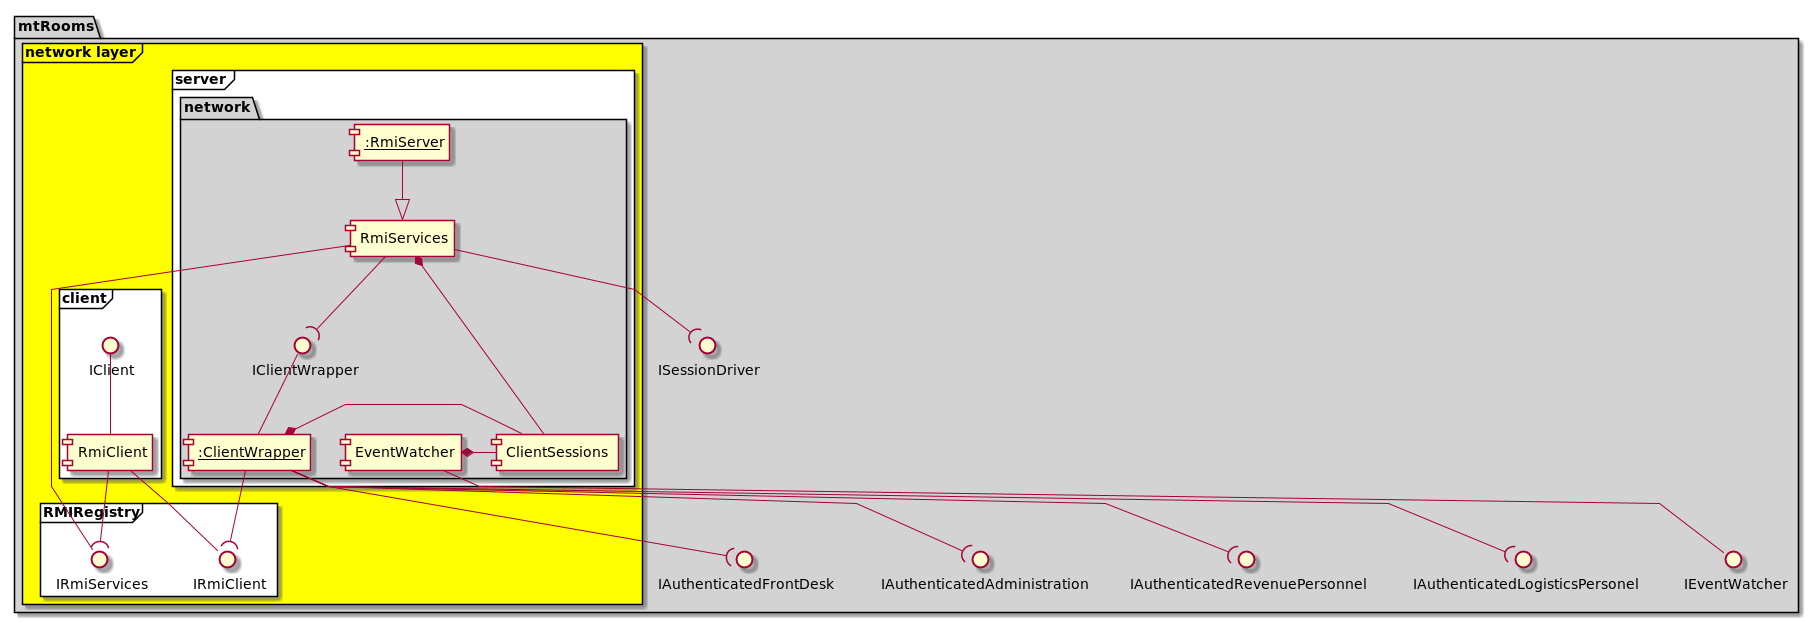 mtRooms
network layer
server
network
:RmiServer
RmiServices
client
IClient
IClientWrapper
ISessionDriver
RmiClient
:ClientWrapper
EventWatcher
ClientSessions
RMIRegistry
IRmiServices
IRmiClient
IAuthenticatedFrontDesk
IAuthenticatedAdministration
IAuthenticatedRevenuePersonnel
IAuthenticatedLogisticsPersonel
IEventWatcher